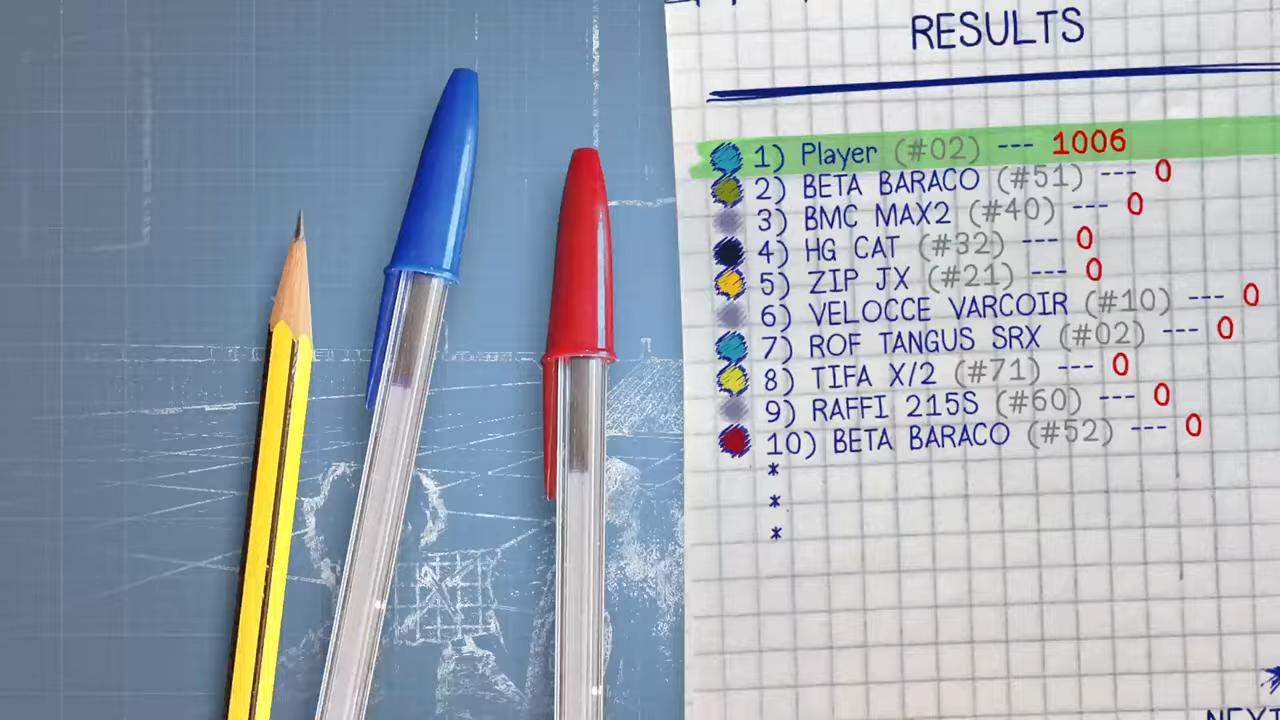 RESULTS
1) Player (#02) --- 1006
2) BETA BARACO (#51) --- 0
3) BMC MAX2 (#40) --- 0
4) HG CAT (#32) --- 0
5) ZIP JX (#21) --- 0
6) VELOCCE VARCOIR (#10) --- 0
7) ROF TANGUS SRX (#02) --- 0
8) TIFA X/2 (#71) --- 0
9) RAFFI 215S (#60) --- 0
10) BETA BARACO (#52) --- 0
*
*
*
NEXT